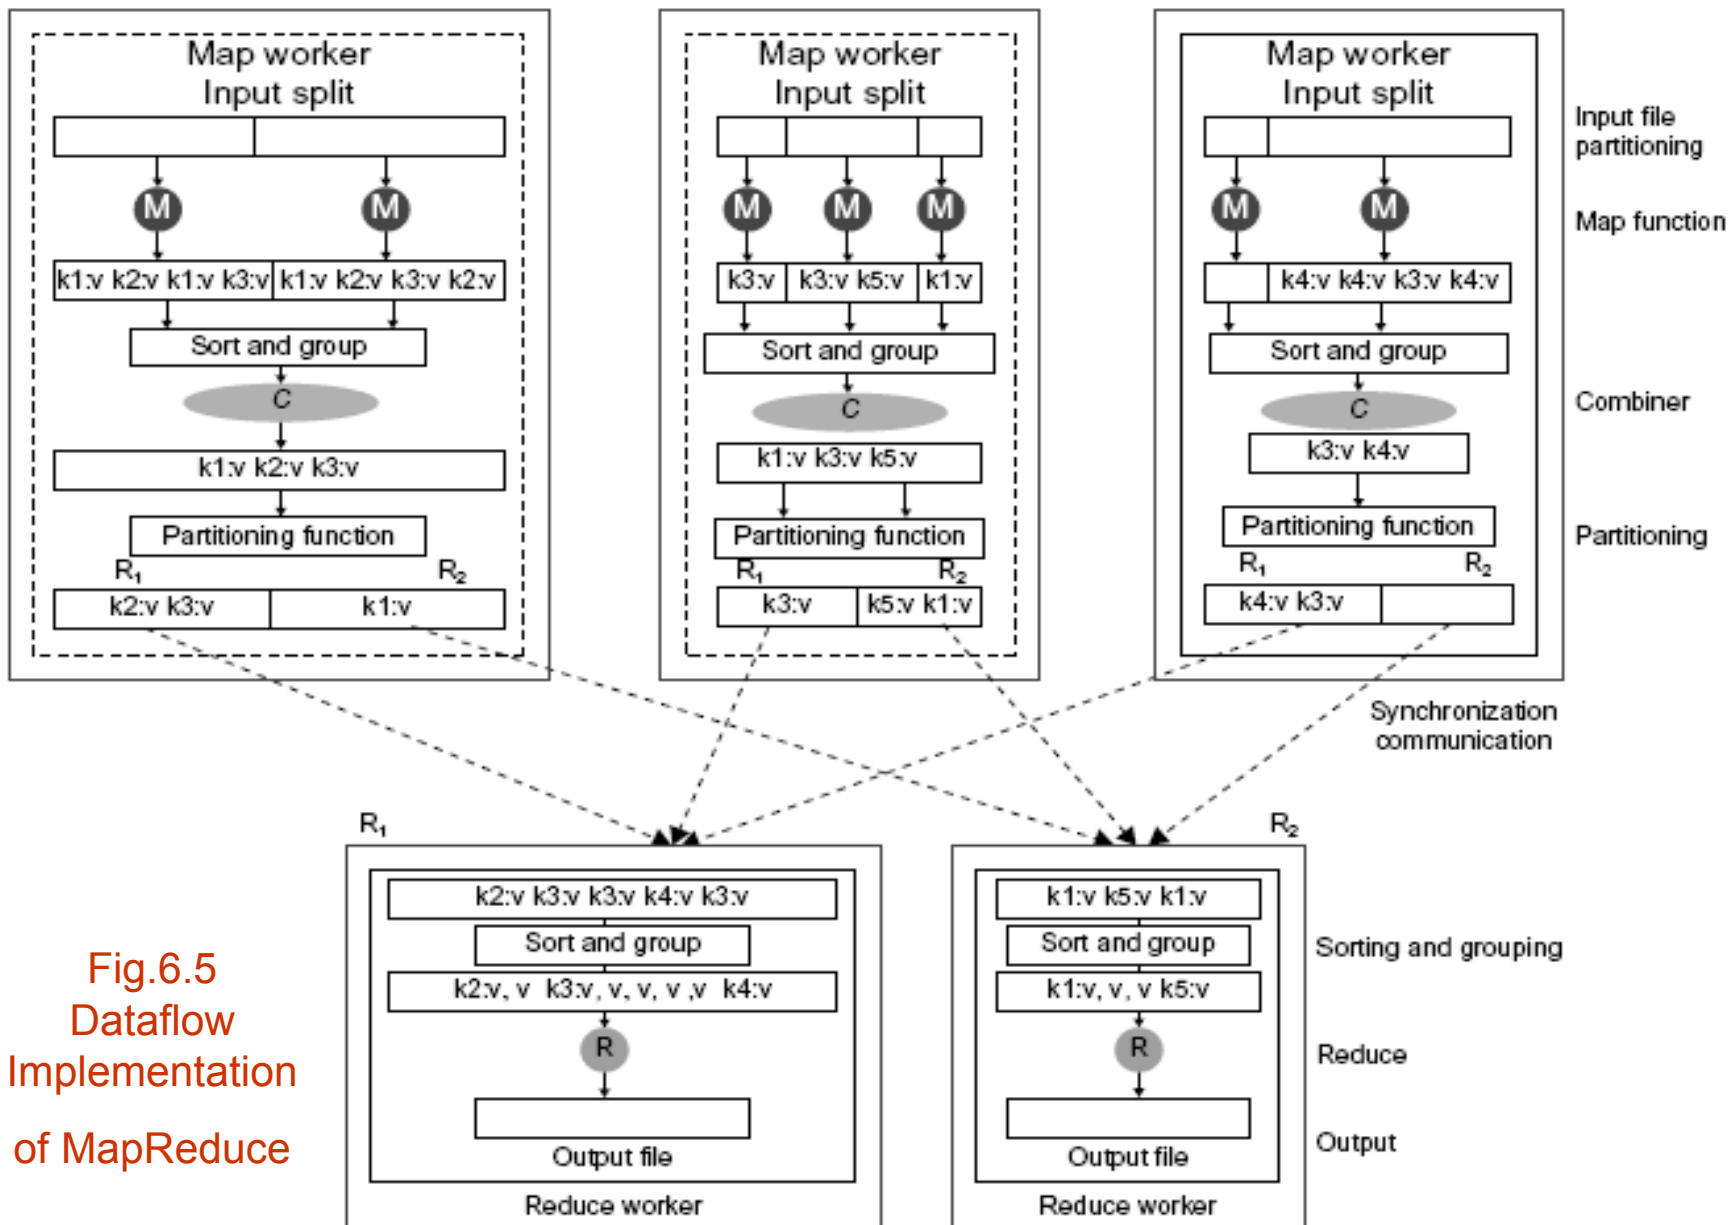 Map worker
Input split
M
M
k1:v k2:v k1:v k3:v
k1:v k2:v k3:v k2:v
Sort and group
C
k1:v k2:v k3:v
Partitioning function
R1
R2
k2:v k3:v
k1:v
Map worker
Input split
M
M
M
k3:v
k3:v k5:v
k1:v
Sort and group
C
k1:v k3:v k5:v
Partitioning function
R1
R2
k3:v
k5:v k1:v
Map worker
Input split
M
M
k4:v k4:v k3:v k4:v
Sort and group
C
k3:v k4:v
Partitioning function
R1
R2
k4:v k3:v
Input file
partitioning
Map function
Combiner
Partitioning
Synchronization
communication
R1
k2:v k3:v k3:v k4:v k3:v
Sort and group
k2:v, v k3:v, v, v, v ,v k4:v
R
Output file
Reduce worker
R2
k1:v k5:v k1:v
Sort and group
k1:v, v, v k5:v
R
Output file
Reduce worker
Sorting and grouping
Reduce
Output
Fig.6.5
Dataflow
Implementation
of MapReduce